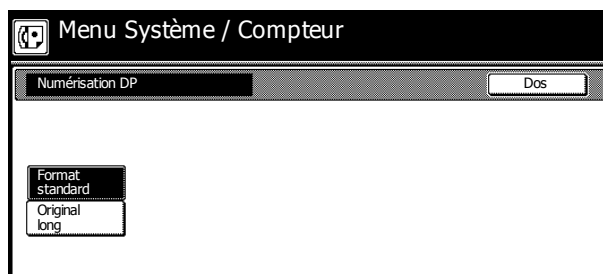 Menu Système / Compteur
Numérisation DP
Dos
Format
standard
Original
long